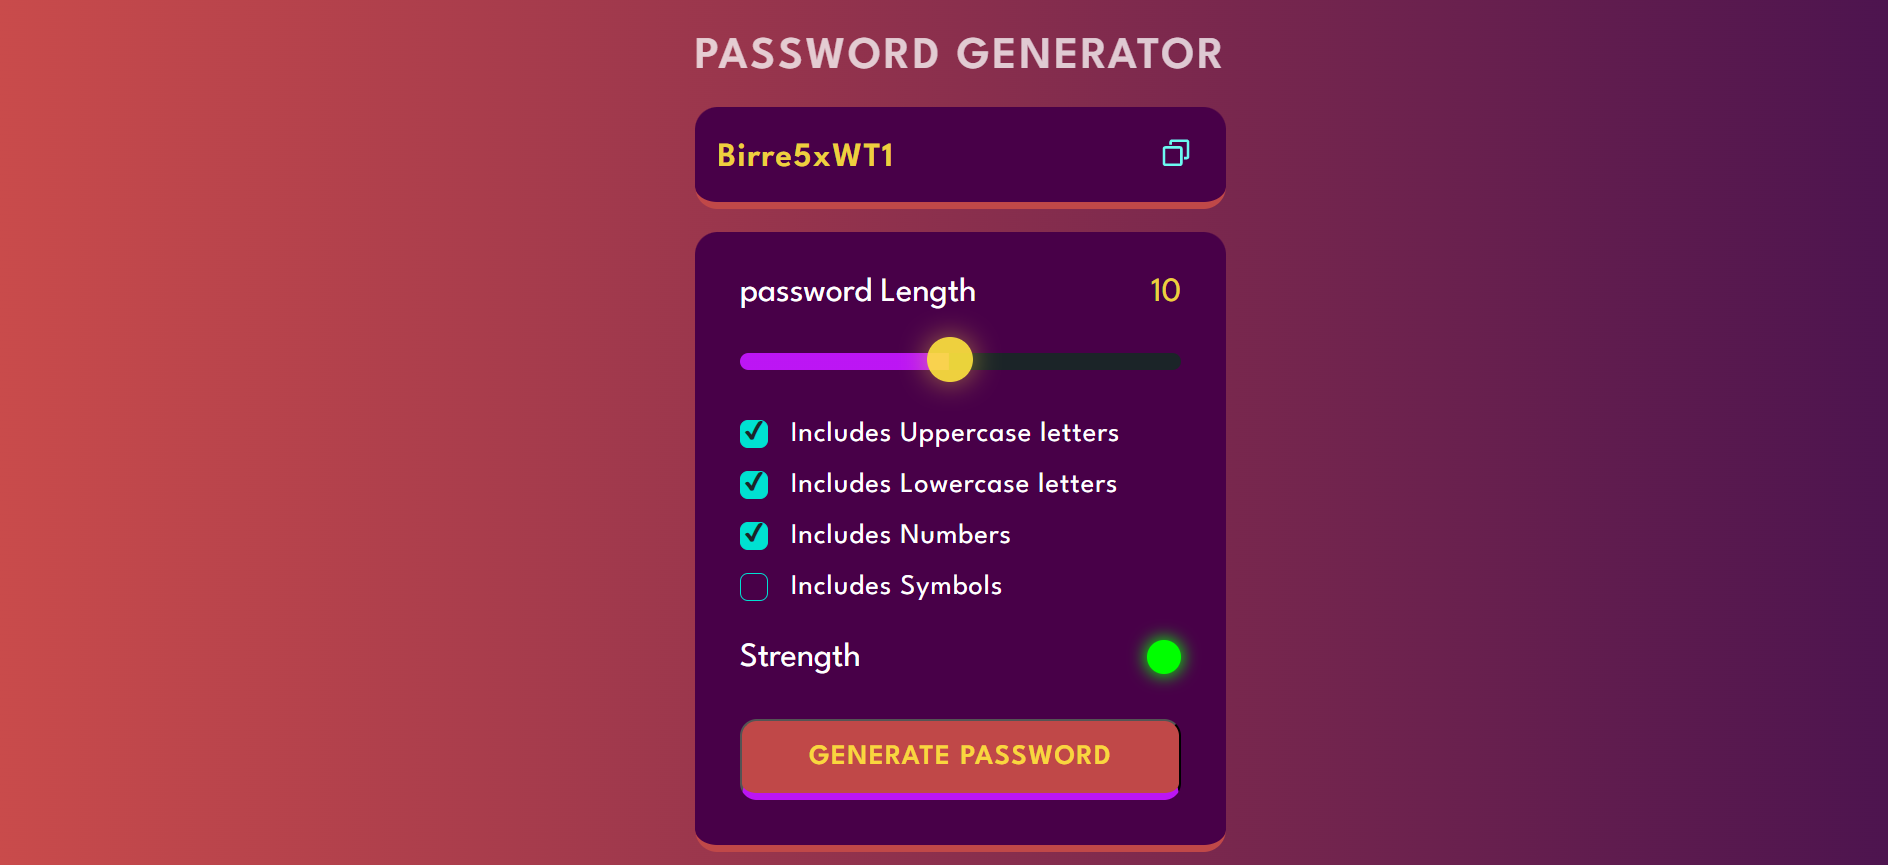 PASSWORD GENERATOR
Birre5xWT1
password Length 10
Includes Uppercase letters
Includes Lowercase letters
Includes Numbers
Includes Symbols
Strength
GENERATE PASSWORD